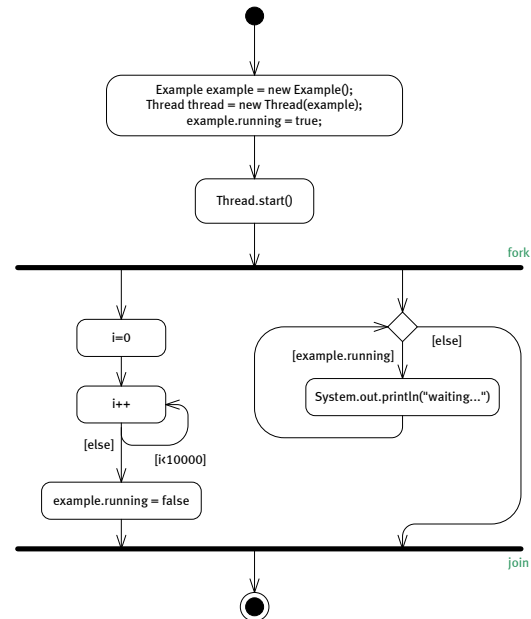 Example example = new Example();
Thread thread = new Thread(example);
example.running = true;
Thread.start()
fork
i=0
i++
[else]
[i<10000]
example.running = false
[else]
[example.running]
System.out.println("waiting...")
join